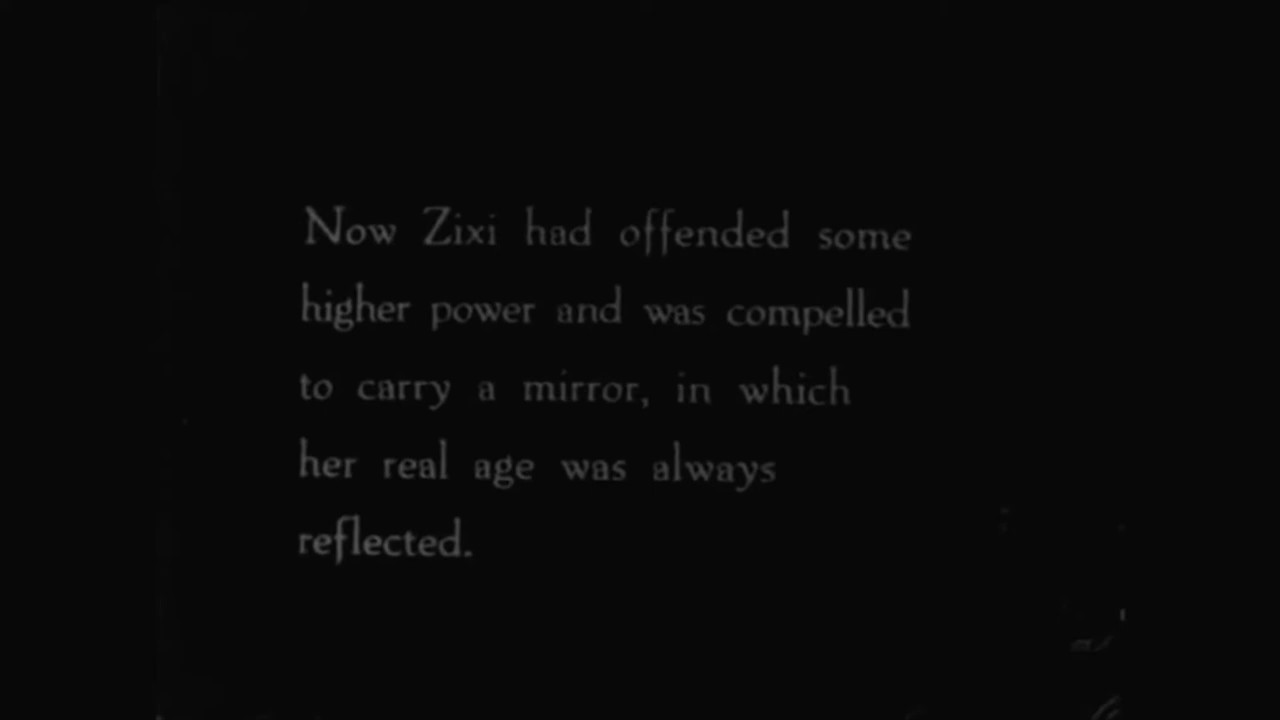 Now Zixi had offended some
higher power and was compelled
to carry a mirror, in which
her real age was always
reflected.